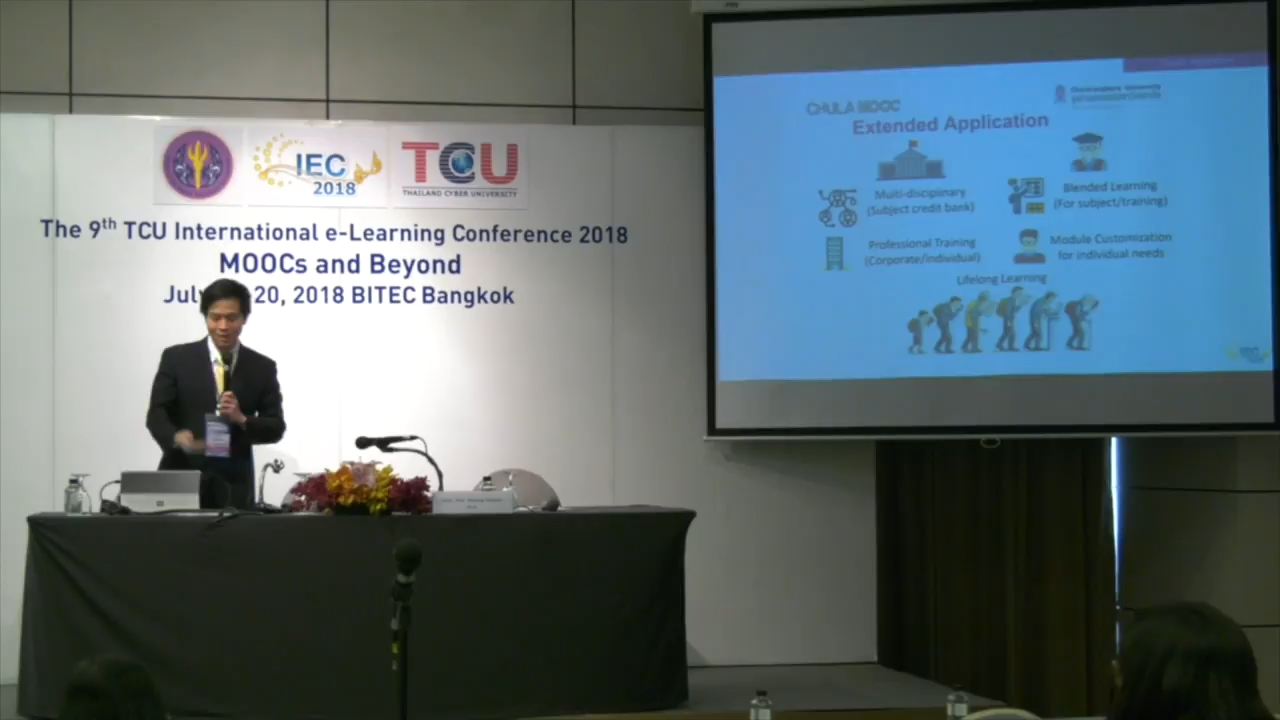 IEC
2018
TCU
THAILAND CYBER UNIVERSITY
The 9th TCU International e-Learning Conference 2018
MOOCs and Beyond
July 20, 2018 BITEC Bangkok
CHULA MOOC
Extended Application
Multi-disciplinary
(Subject credit bank)
Blended Learning
(For subject/training)
Professional Training
(Corporate/individual)
Module Customization
for individual needs
Lifelong Learning